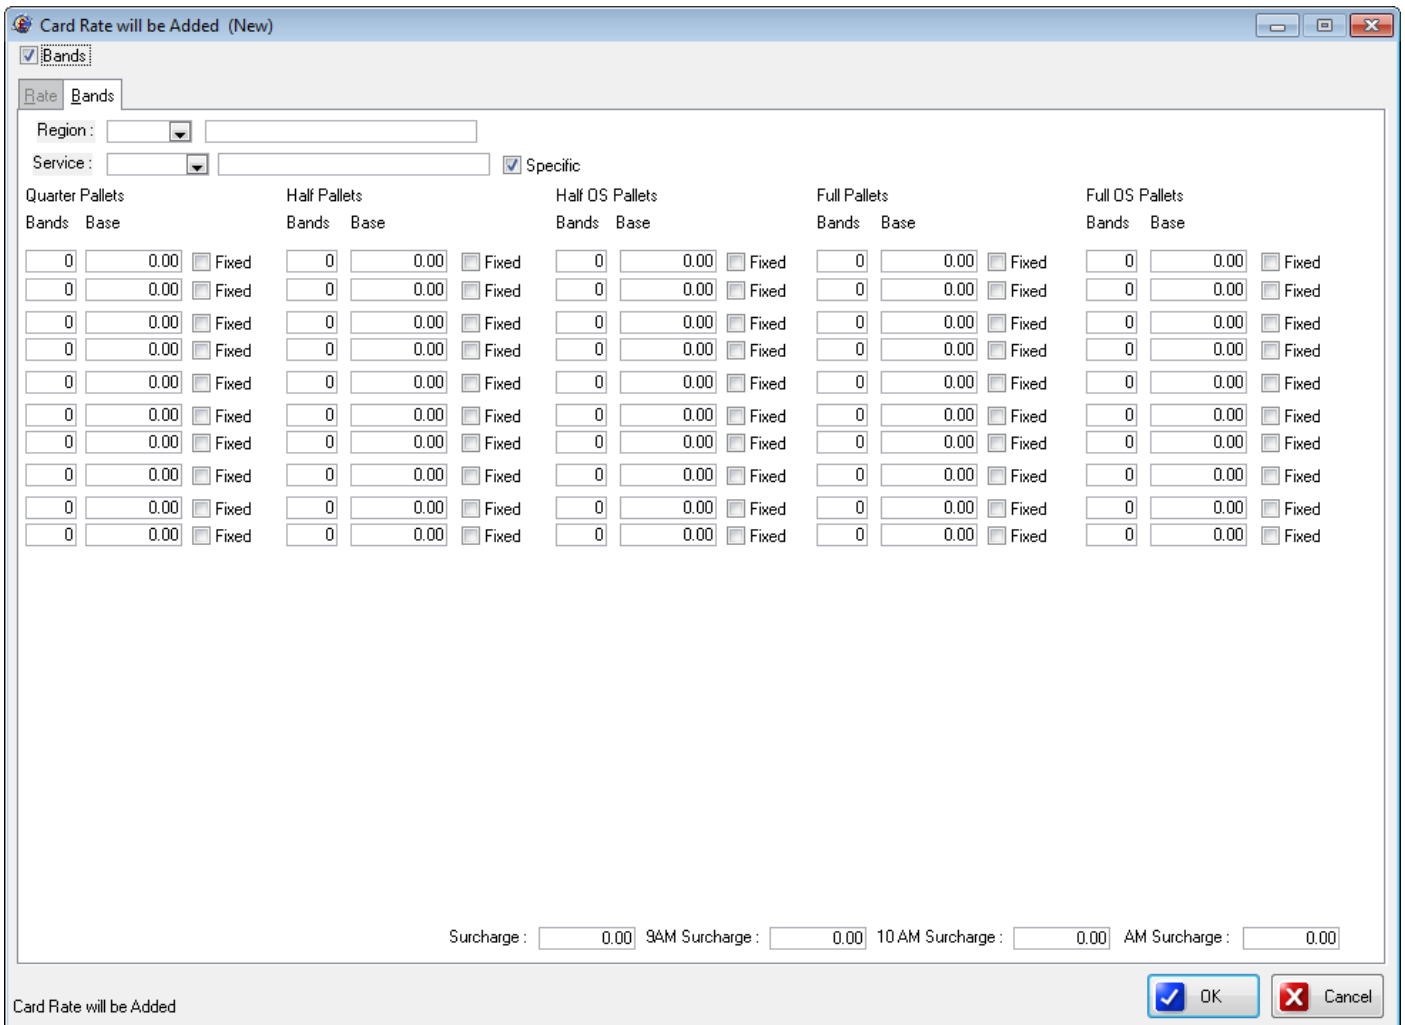 Card Rate will be Added (New)
Bands
Rate Bands
Region :
Service : Specific
Quarter Pallets Half Pallets Half OS Pallets Full Pallets Full OS Pallets
Bands Base Bands Base Bands Base Bands Base Bands Base
0 0.00 Fixed 0 0.00 Fixed 0 0.00 Fixed 0 0.00 Fixed 0 0.00 Fixed
0 0.00 Fixed 0 0.00 Fixed 0 0.00 Fixed 0 0.00 Fixed 0 0.00 Fixed
0 0.00 Fixed 0 0.00 Fixed 0 0.00 Fixed 0 0.00 Fixed 0 0.00 Fixed
0 0.00 Fixed 0 0.00 Fixed 0 0.00 Fixed 0 0.00 Fixed 0 0.00 Fixed
0 0.00 Fixed 0 0.00 Fixed 0 0.00 Fixed 0 0.00 Fixed 0 0.00 Fixed
0 0.00 Fixed 0 0.00 Fixed 0 0.00 Fixed 0 0.00 Fixed 0 0.00 Fixed
0 0.00 Fixed 0 0.00 Fixed 0 0.00 Fixed 0 0.00 Fixed 0 0.00 Fixed
0 0.00 Fixed 0 0.00 Fixed 0 0.00 Fixed 0 0.00 Fixed 0 0.00 Fixed
0 0.00 Fixed 0 0.00 Fixed 0 0.00 Fixed 0 0.00 Fixed 0 0.00 Fixed
0 0.00 Fixed 0 0.00 Fixed 0 0.00 Fixed 0 0.00 Fixed 0 0.00 Fixed
Surcharge : 0.00 9AM Surcharge : 0.00 10 AM Surcharge : 0.00 AM Surcharge : 0.00
OK Cancel
Card Rate will be Added